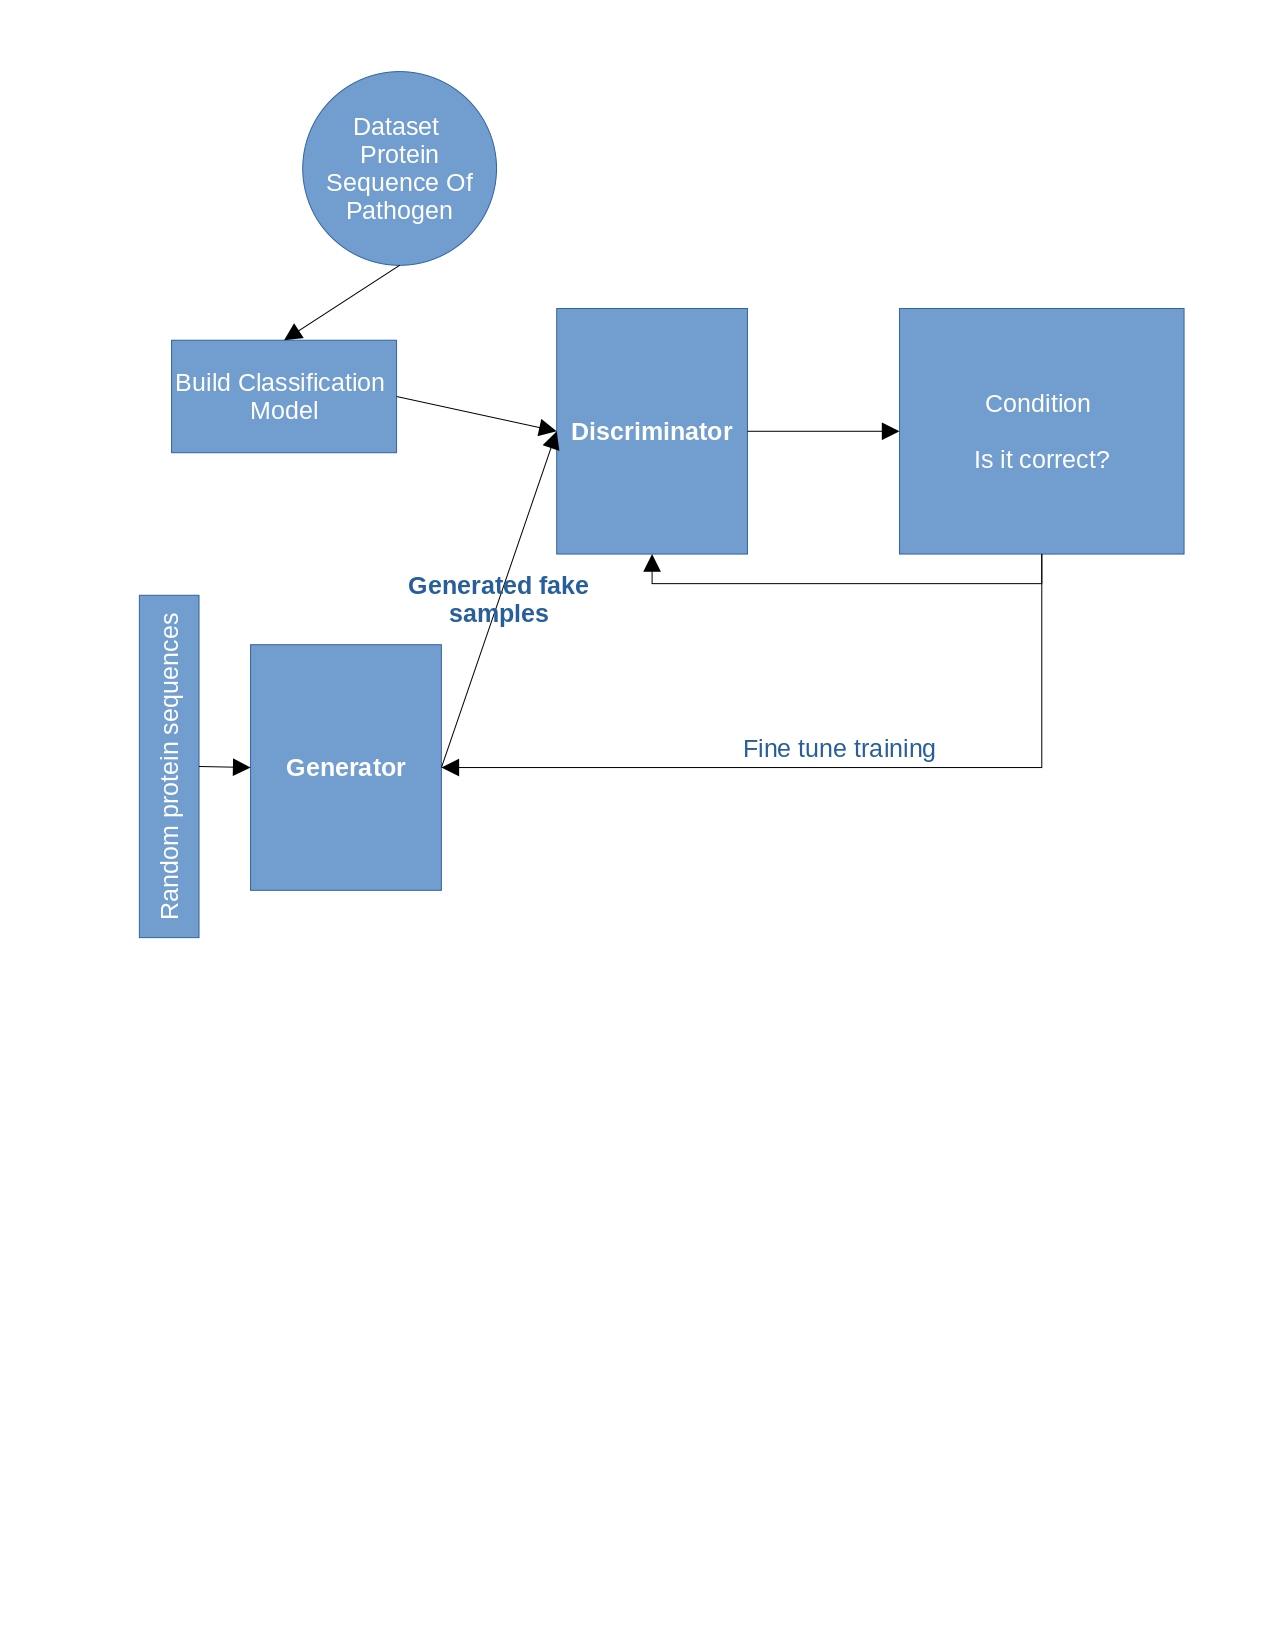 Dataset
Protein
Sequence Of
Pathogen
Build Classification
Model
Discriminator
Condition
Is it correct?
Generated fake
samples
Random protein sequences
Generator
Fine tune training